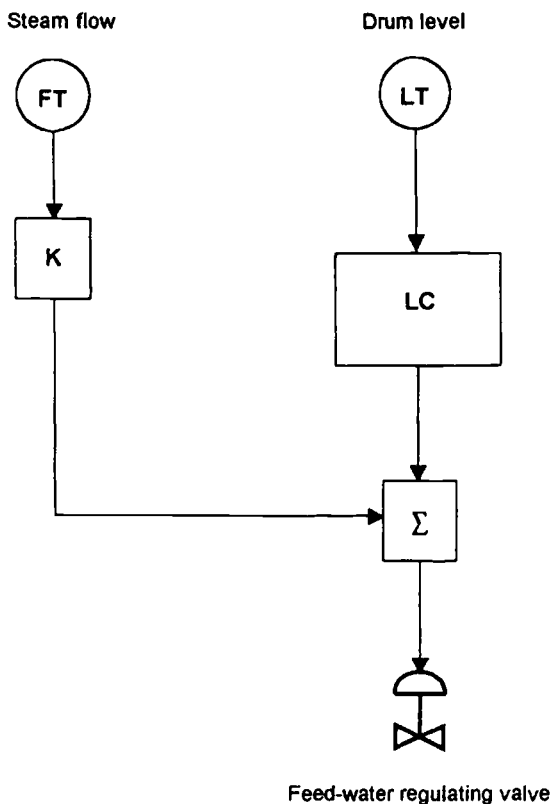 Steam flow
Drum level
FT
LT
K
LC
Σ
Feed-water regulating valve